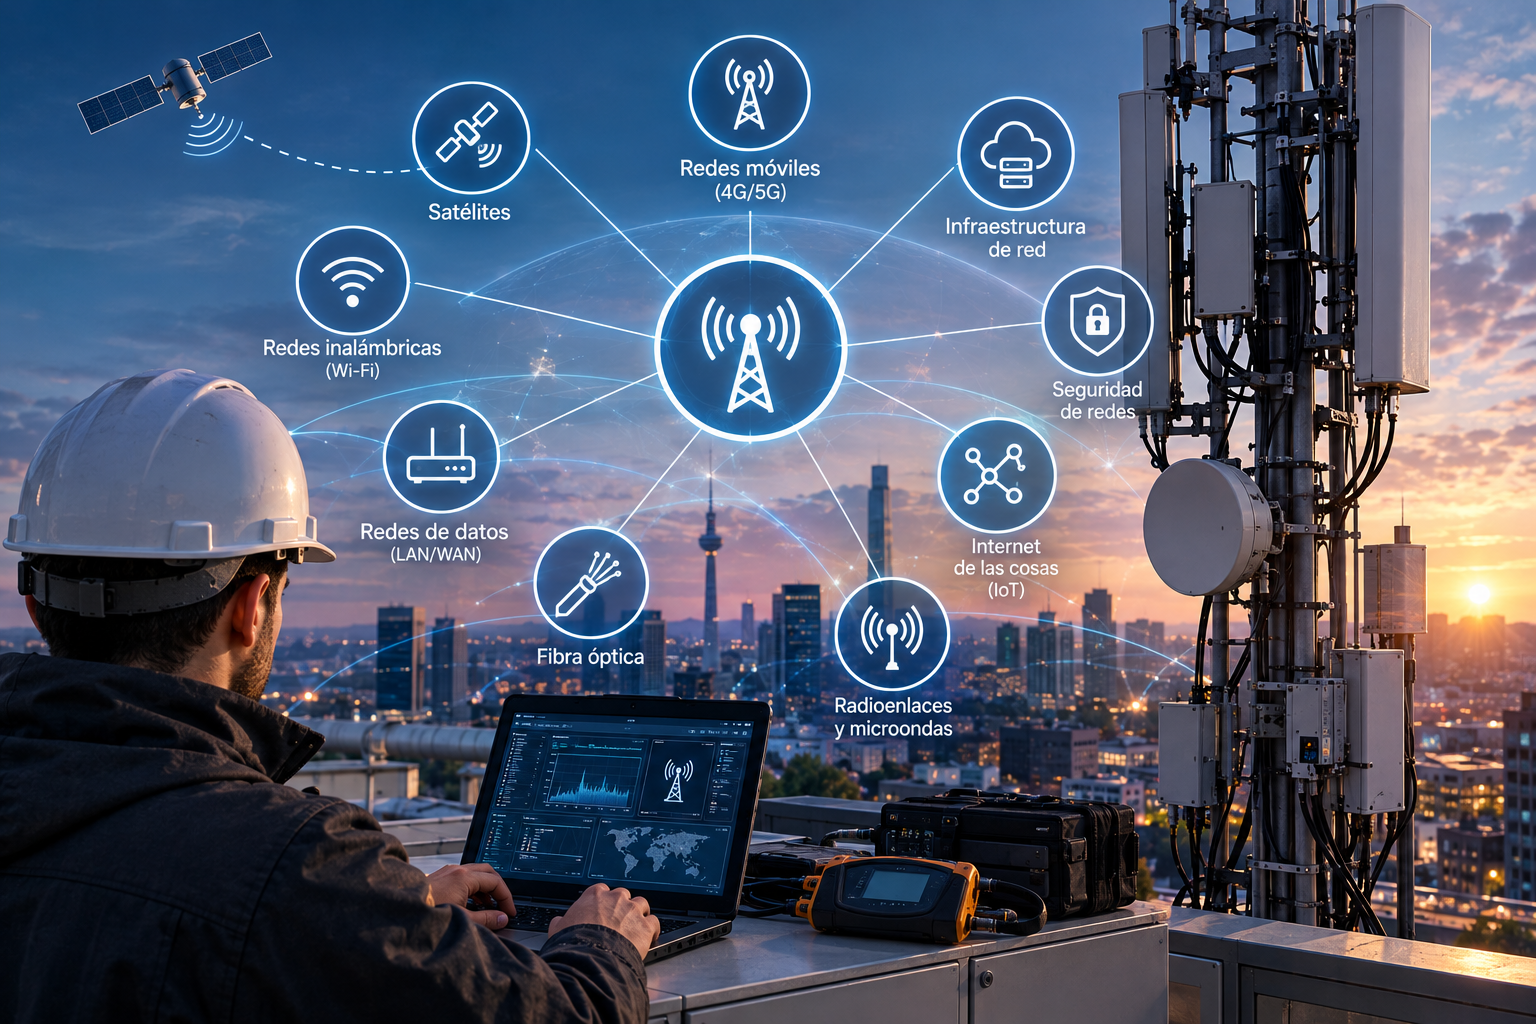 Redes móviles
(4G/5G)
Satélites
Infraestructura
de red
Redes inalámbricas
(Wi-Fi)
Seguridad
de redes
Redes de datos
(LAN/WAN)
Internet
de las cosas
(IoT)
Fibra óptica
Radioenlaces
y microondas